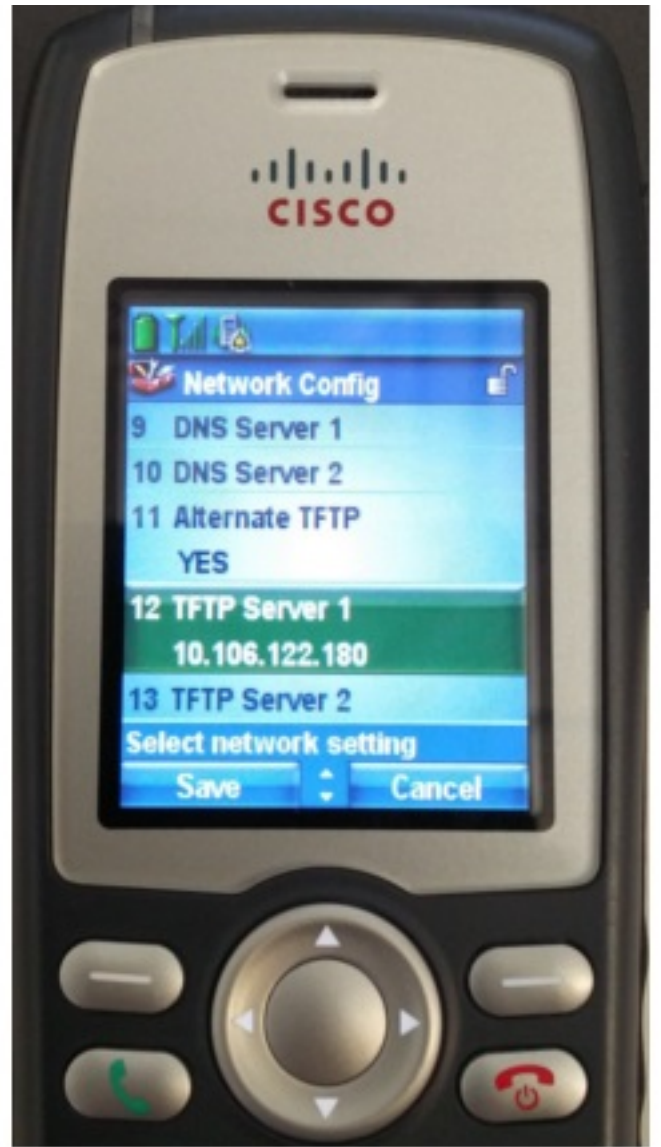 CISCO
Network Config
9 DNS Server 1
10 DNS Server 2
11 Alternate TFTP
YES
12 TFTP Server 1
10.106.122.180
13 TFTP Server 2
Select network setting
Save Cancel